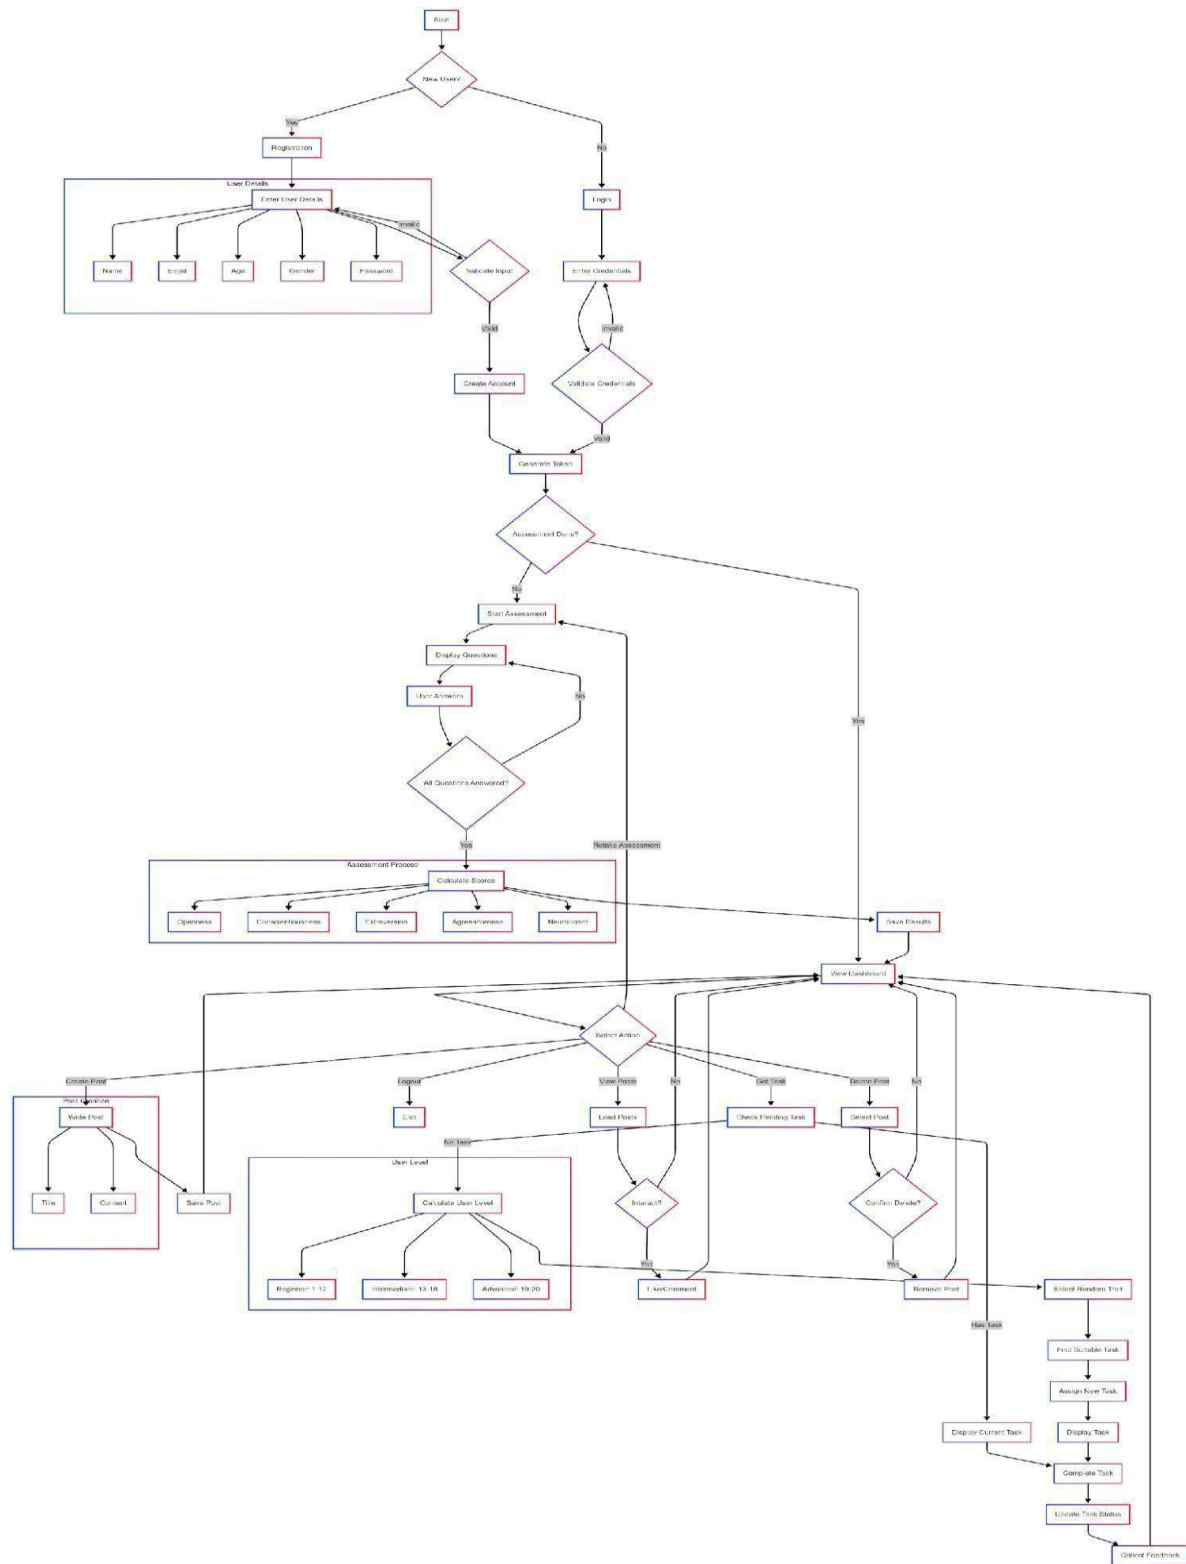 Start
New User?
Yes
No
Registration
Login
User Details
Enter User Details
Invalid
Name
Email
Age
Gender
Password
Validate Input
Enter Credentials
Invalid
Valid
Create Account
Validate Credentials
Valid
Generate Token
Assessment Done?
No
Start Assessment
Display Questions
User Answers
No
Yes
All Questions Answered?
Yes
Retake Assessment
Assessment Process
Calculate Scores
Openness
Conscientiousness
Extraversion
Agreeableness
Save Results
View Dashboard
Select Action
Create Post
Logout
View Posts
No
Get Task
Delete Post
No
Post Creation
Write Post
End
Load Posts
Check Pending Task
Select Post
No Task
User Level
Title
Content
Save Post
Calculate User Level
Interact?
Confirm Delete?
Yes
Yes
Beginner: 1-12
Intermediate: 13-18
Advanced: 19-20
Like/Comment
Remove Post
Select Random Trait
Has Task
Find Suitable Task
Assign New Task
Display Current Task
Display Task
Complete Task
Update Task Status
Collect Feedback